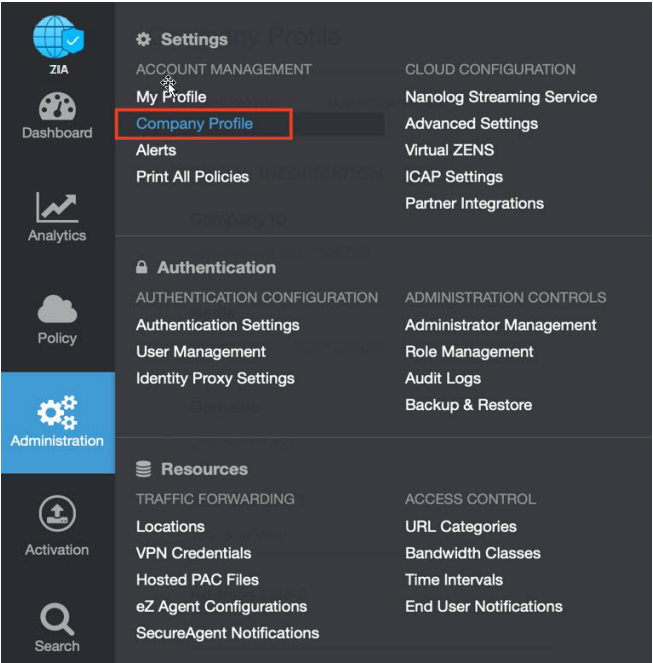 ZIA
Dashboard
Analytics
Policy
Administration
Activation
Search
Settings
ACCOUNT MANAGEMENT
My Profile
Company Profile
Alerts
Print All Policies
CLOUD CONFIGURATION
Nanolog Streaming Service
Advanced Settings
Virtual ZENS
ICAP Settings
Partner Integrations
Authentication
AUTHENTICATION CONFIGURATION
Authentication Settings
User Management
Identity Proxy Settings
ADMINISTRATION CONTROLS
Administrator Management
Role Management
Audit Logs
Backup & Restore
Resources
TRAFFIC FORWARDING
Locations
VPN Credentials
Hosted PAC Files
eZ Agent Configurations
SecureAgent Notifications
ACCESS CONTROL
URL Categories
Bandwidth Classes
Time Intervals
End User Notifications